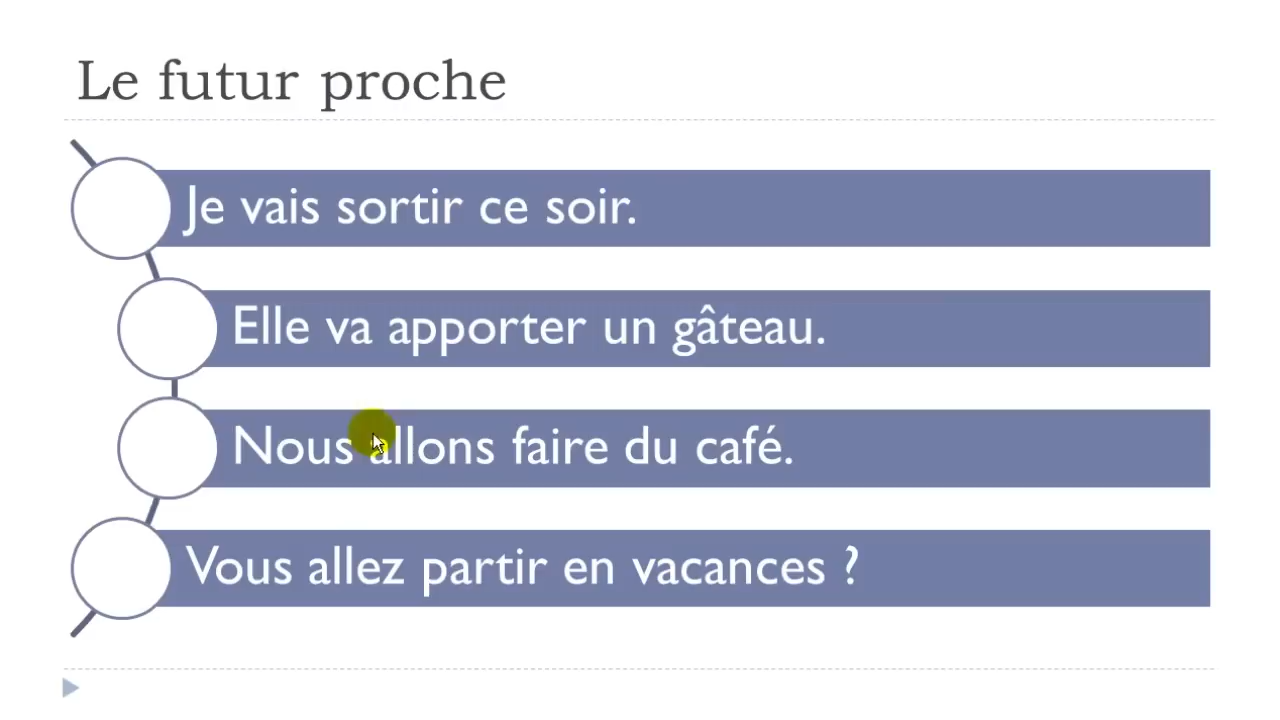 Le futur proche
Je vais sortir ce soir.
Elle va apporter un gâteau.
Nous allons faire du café.
Vous allez partir en vacances ?